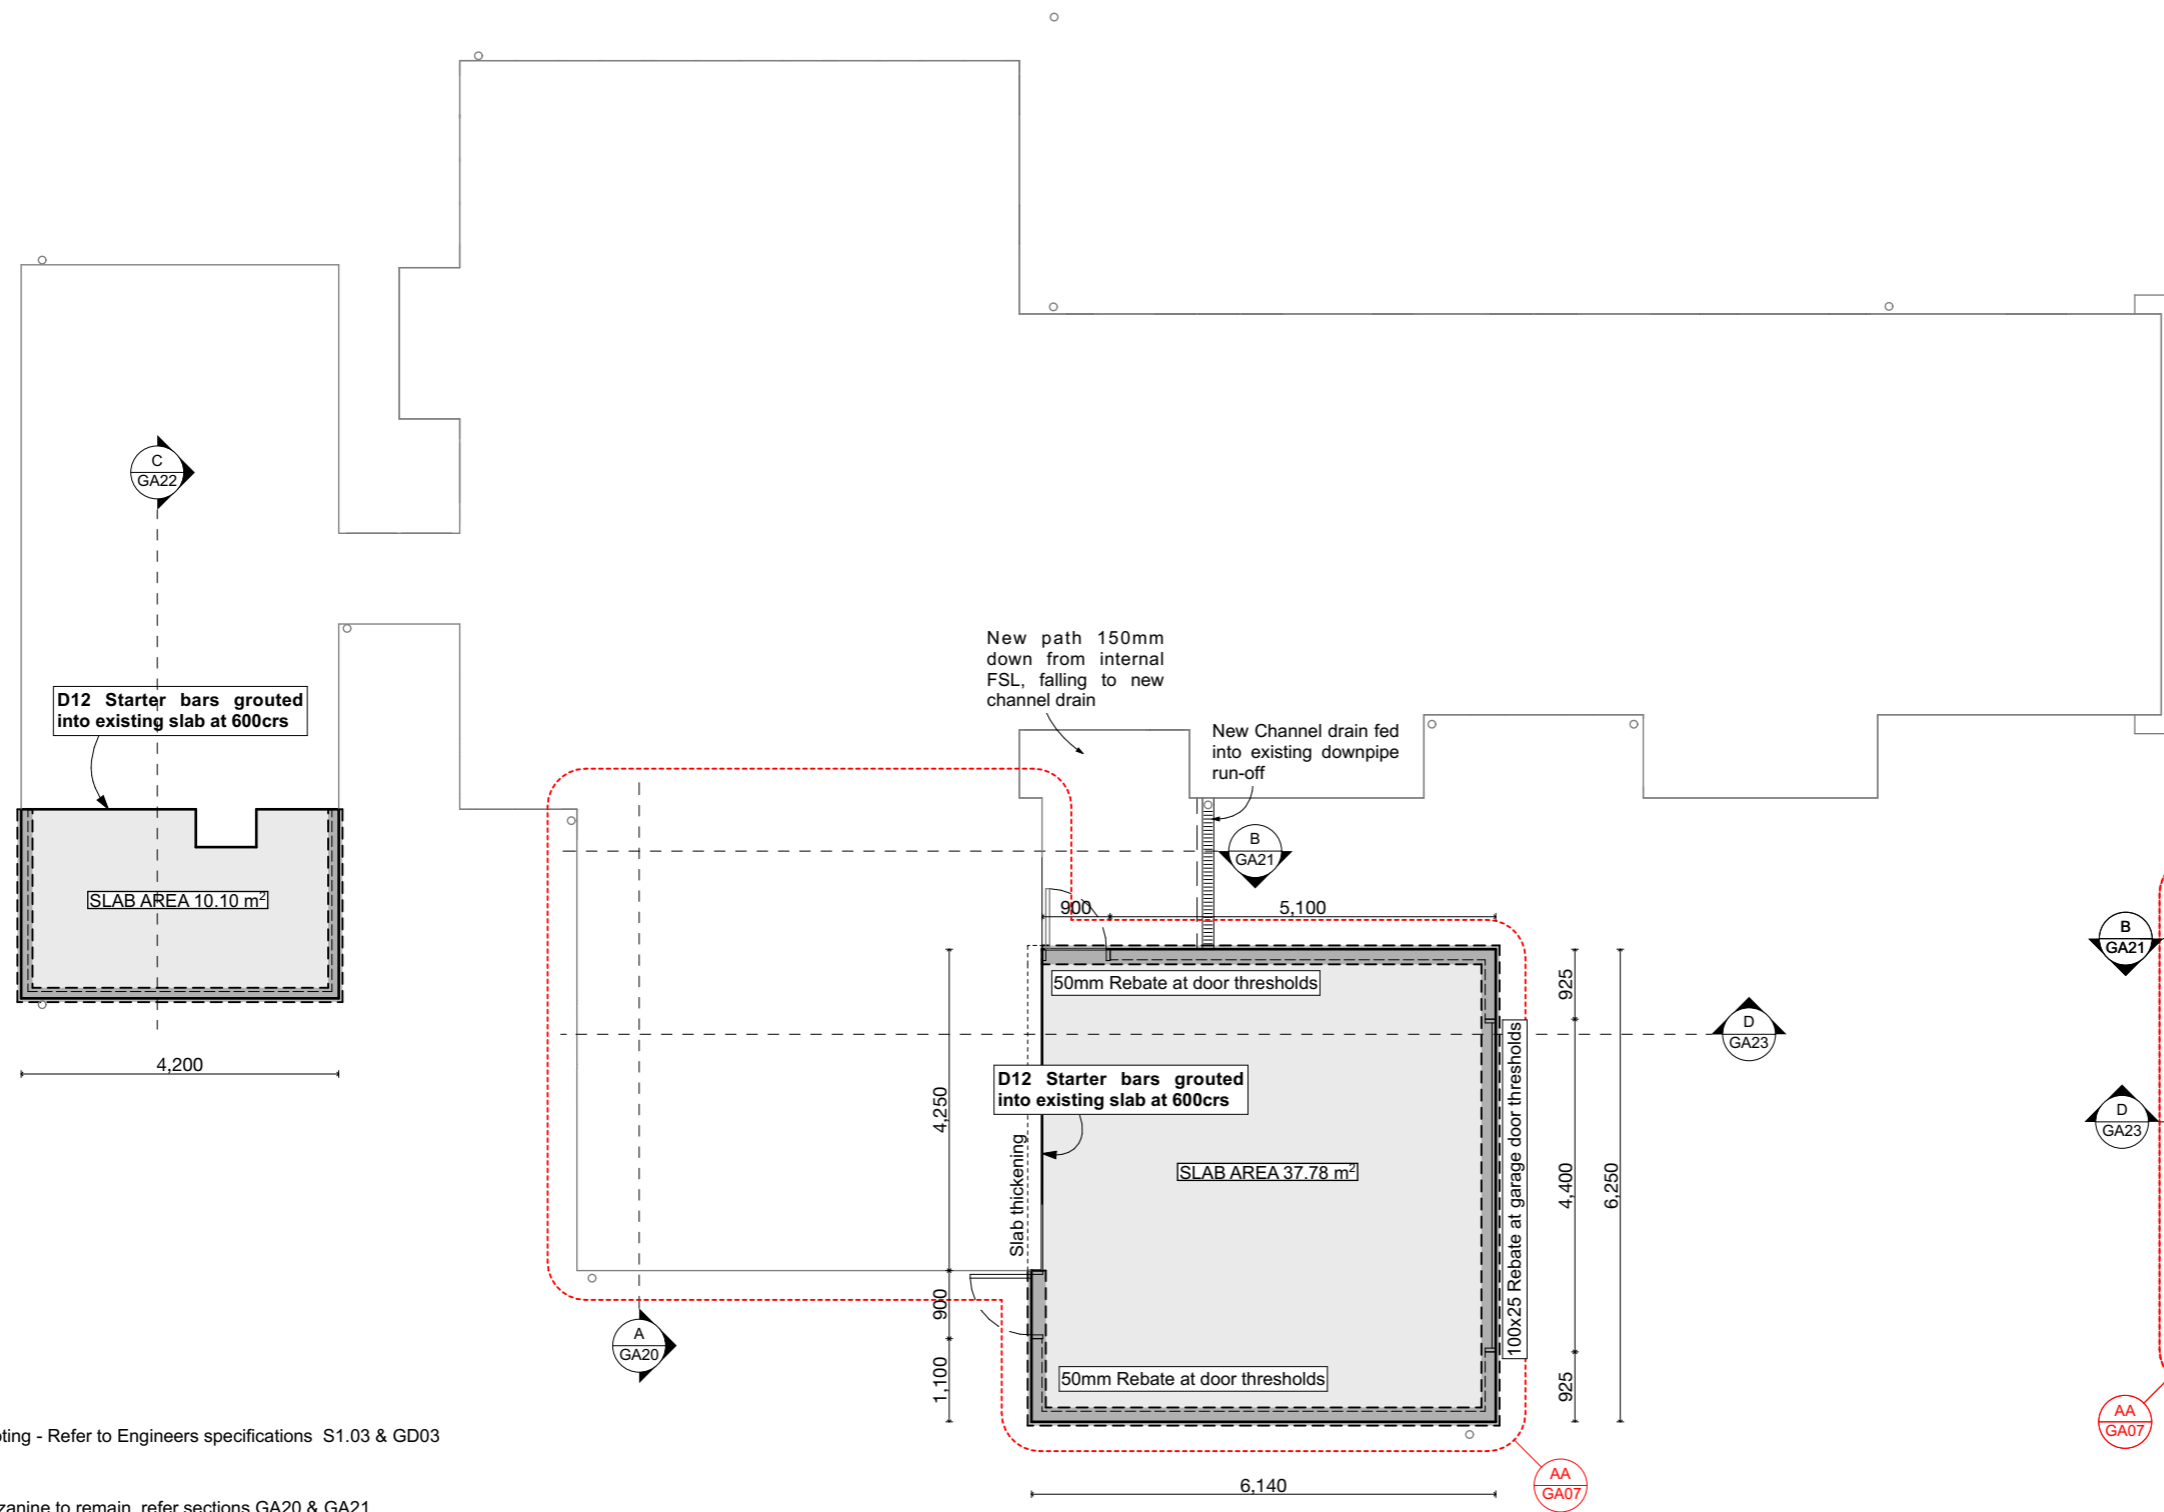 C
GA22
D12 Starter bars grouted
into existing slab at 600crs
SLAB AREA 10.10 m²
4,200
New path 150mm
down from internal
FSL, falling to new
channel drain
New Channel drain fed
into existing downpipe
run-off
B
GA21
900
5,100
50mm Rebate at door thresholds
D12 Starter bars grouted
into existing slab at 600crs
Slab thickening
4,250
900
1,100
SLAB AREA 37.78 m²
100x25 Rebate at garage door thresholds
925
4,400
925
6,250
D
GA23
B
GA21
D
GA23
A
GA20
50mm Rebate at door thresholds
6,140
AA
GA07
AA
GA07
- Refer to Engineers specifications S1.03 & GD03
to remain, refer sections GA20 & GA21